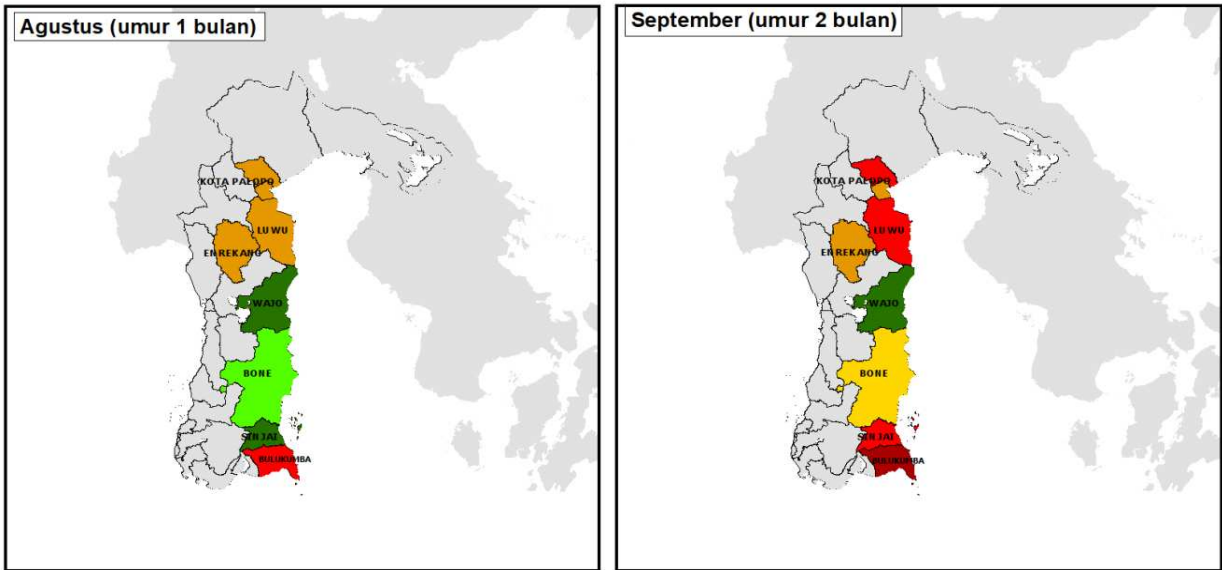 Agustus (umur 1 bulan)
KOTA PALOPO
LUWU
ENREKANG
WAJO
BONE
SINJAI
BULUKUMBA
September (umur 2 bulan)
KOTA PALOPO
LUWU
ENREKANG
WAJO
BONE
SINJAI
BULUKUMBA